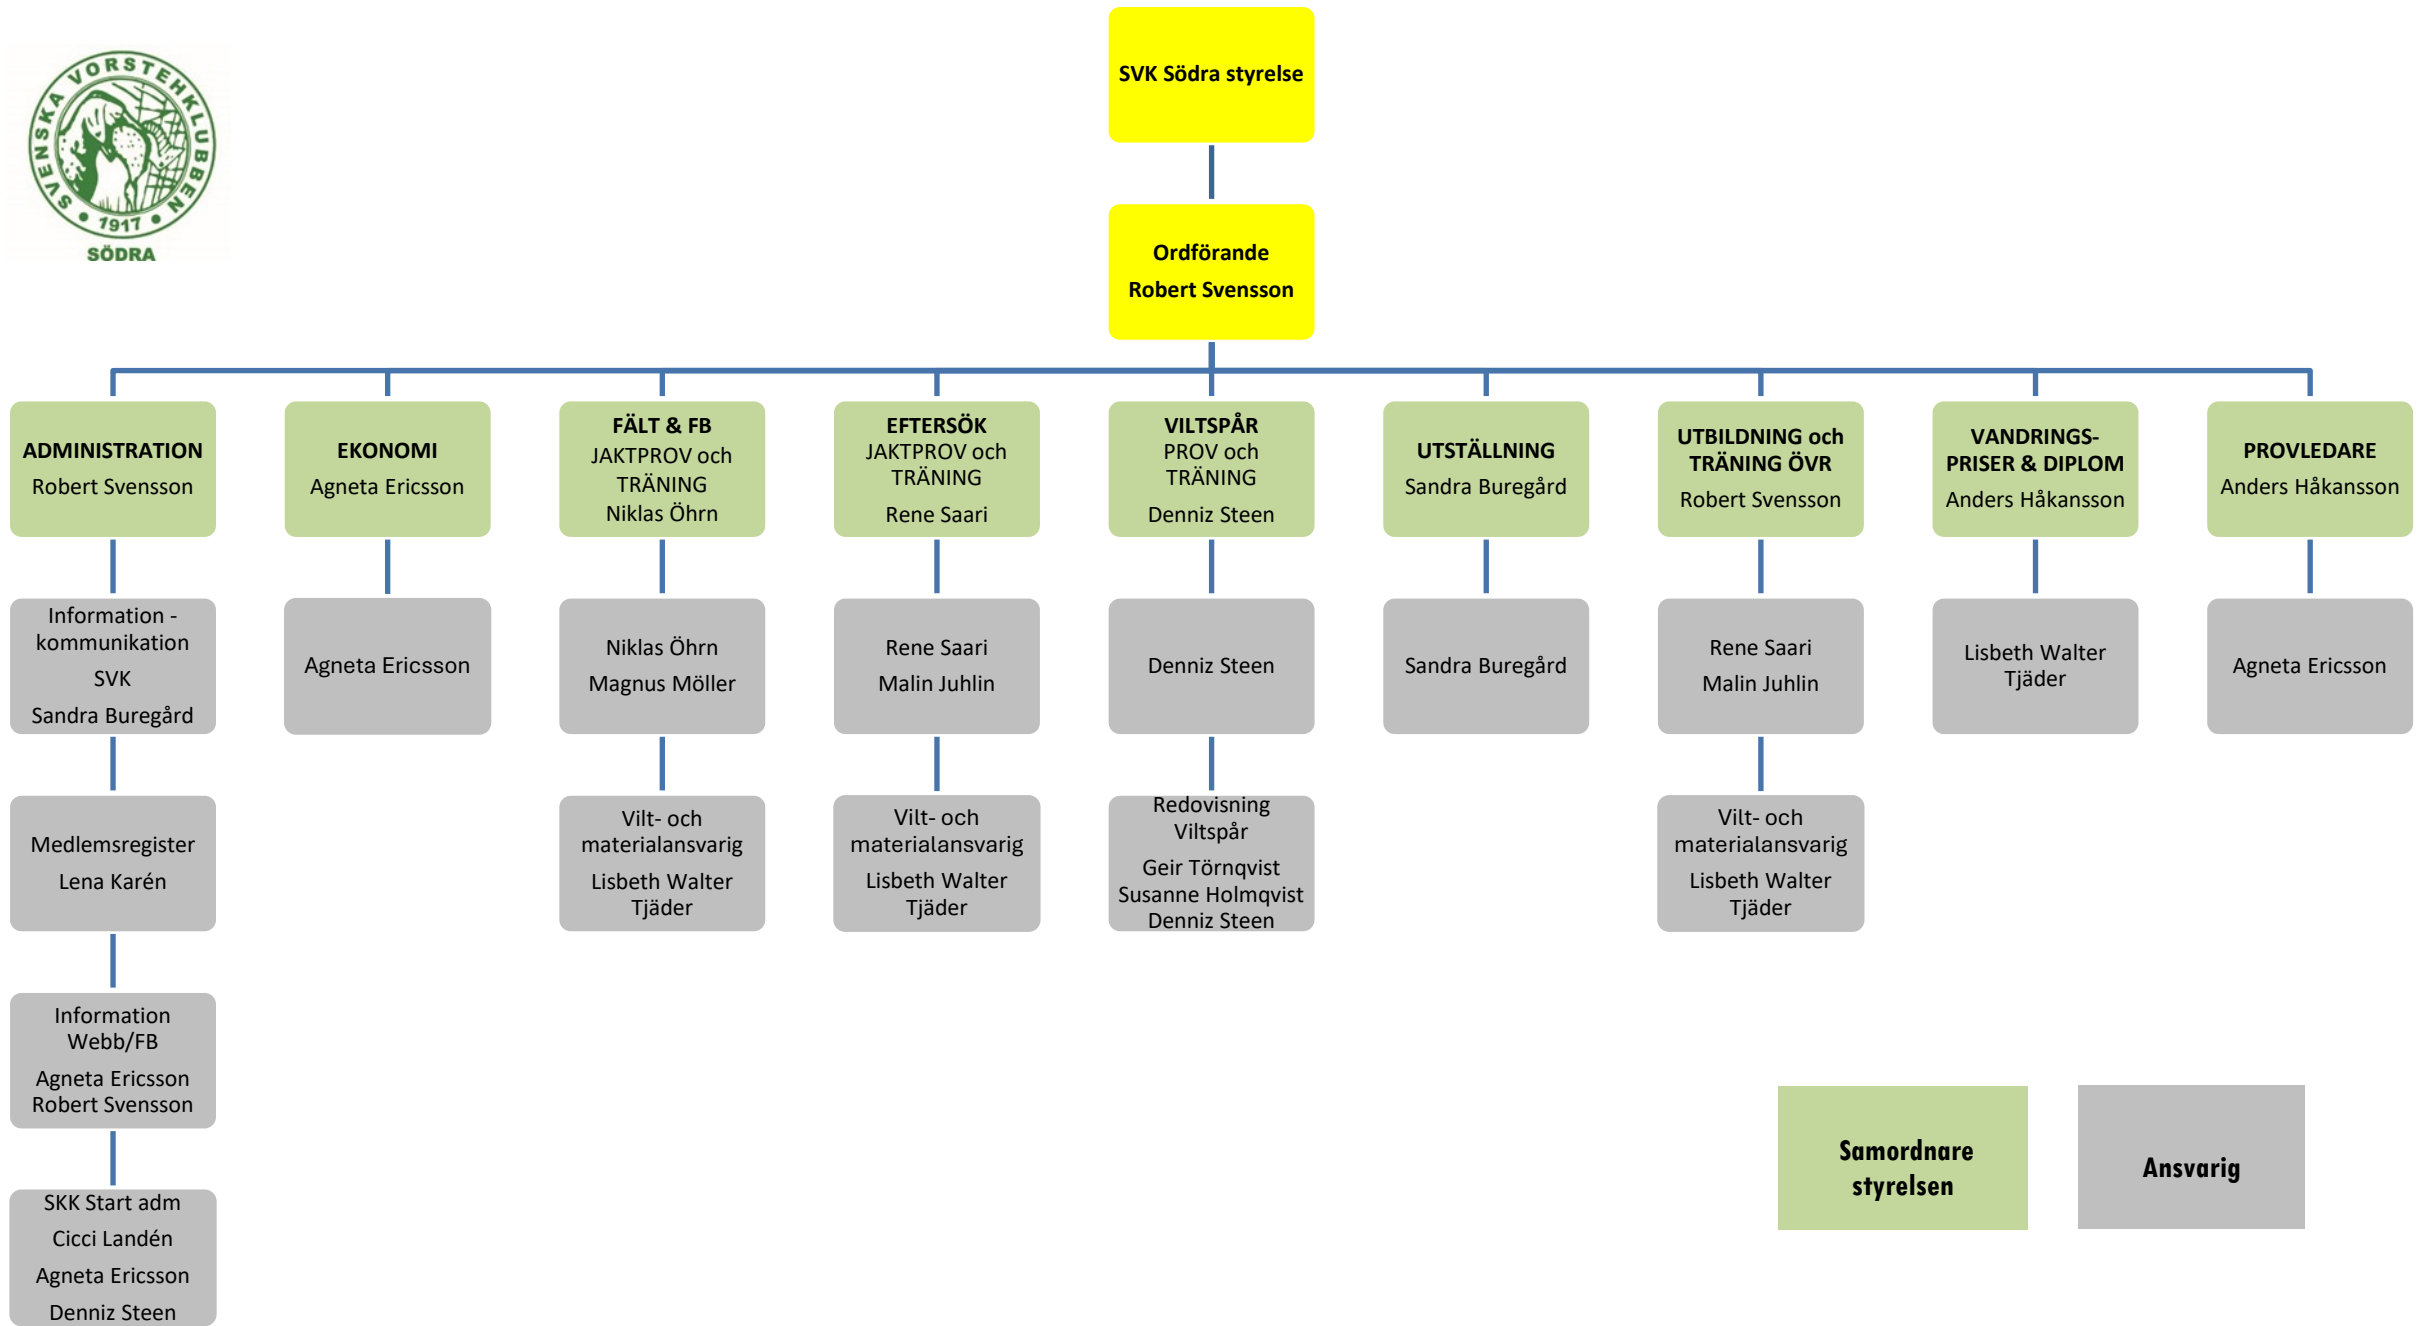 SVENSKA VORSTEHKLUBBEN
1917
SÖDRA
SVK Södra styrelse
Ordförande
Robert Svensson
ADMINISTRATION
Robert Svensson
EKONOMI
Agneta Ericsson
FÄLT & FB
JAKTPROV och
TRÄNING
Niklas Öhrn
EFTERSÖK
JAKTPROV och
TRÄNING
Rene Saari
VILTSPÅR
PROV och
TRÄNING
Denniz Steen
UTSTÄLLNING
Sandra Buregård
UTBILDNING och
TRÄNING ÖVR
Robert Svensson
VANDRINGS-
PRISER & DIPLOM
Anders Håkansson
PROVLEDARE
Anders Håkansson
Information -
kommunikation
SVK
Sandra Buregård
Agneta Ericsson
Niklas Öhrn
Magnus Möller
Rene Saari
Malin Juhlin
Denniz Steen
Sandra Buregård
Rene Saari
Malin Juhlin
Lisbeth Walter
Tjäder
Agneta Ericsson
Medlemsregister
Lena Karén
Vilt- och
materialansvarig
Lisbeth Walter
Tjäder
Vilt- och
materialansvarig
Lisbeth Walter
Tjäder
Redovisning
Viltspår
Geir Törnqvist
Susanne Holmqvist
Denniz Steen
Vilt- och
materialansvarig
Lisbeth Walter
Tjäder
Information
Webb/FB
Agneta Ericsson
Robert Svensson
SKK Start adm
Cicci Landén
Agneta Ericsson
Denniz Steen
Samordnare
styrelsen
Ansvarig